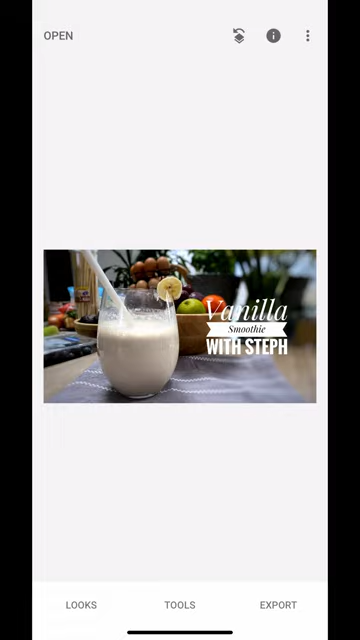 OPEN
Vanilla
Smoothie
WITH STEPH
LOOKS
TOOLS
EXPORT